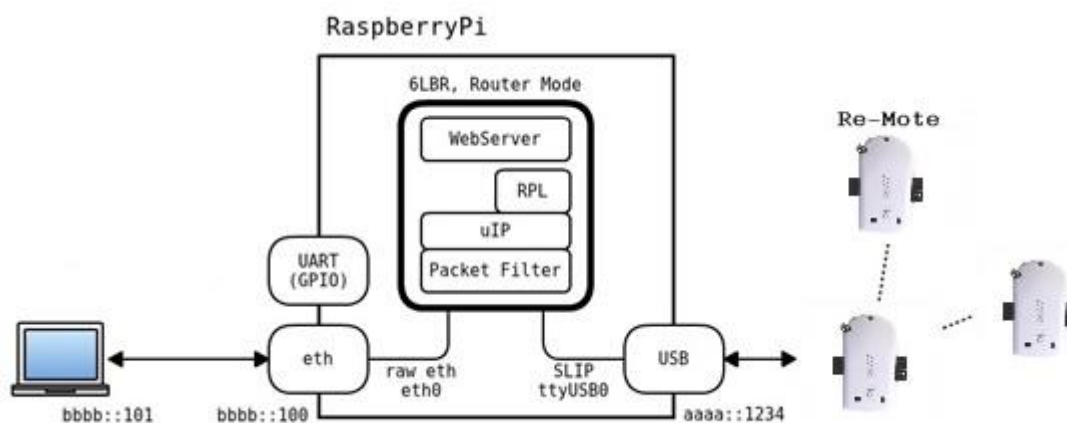 RaspberryPi
6LBR, Router Mode
WebServer
RPL
uIP
Packet Filter
UART
(GPIO)
eth
raw eth
eth0
SLIP
ttyUSB0
USB
bbbb::101
bbbb::100
aaaa::1234
Re-Mote